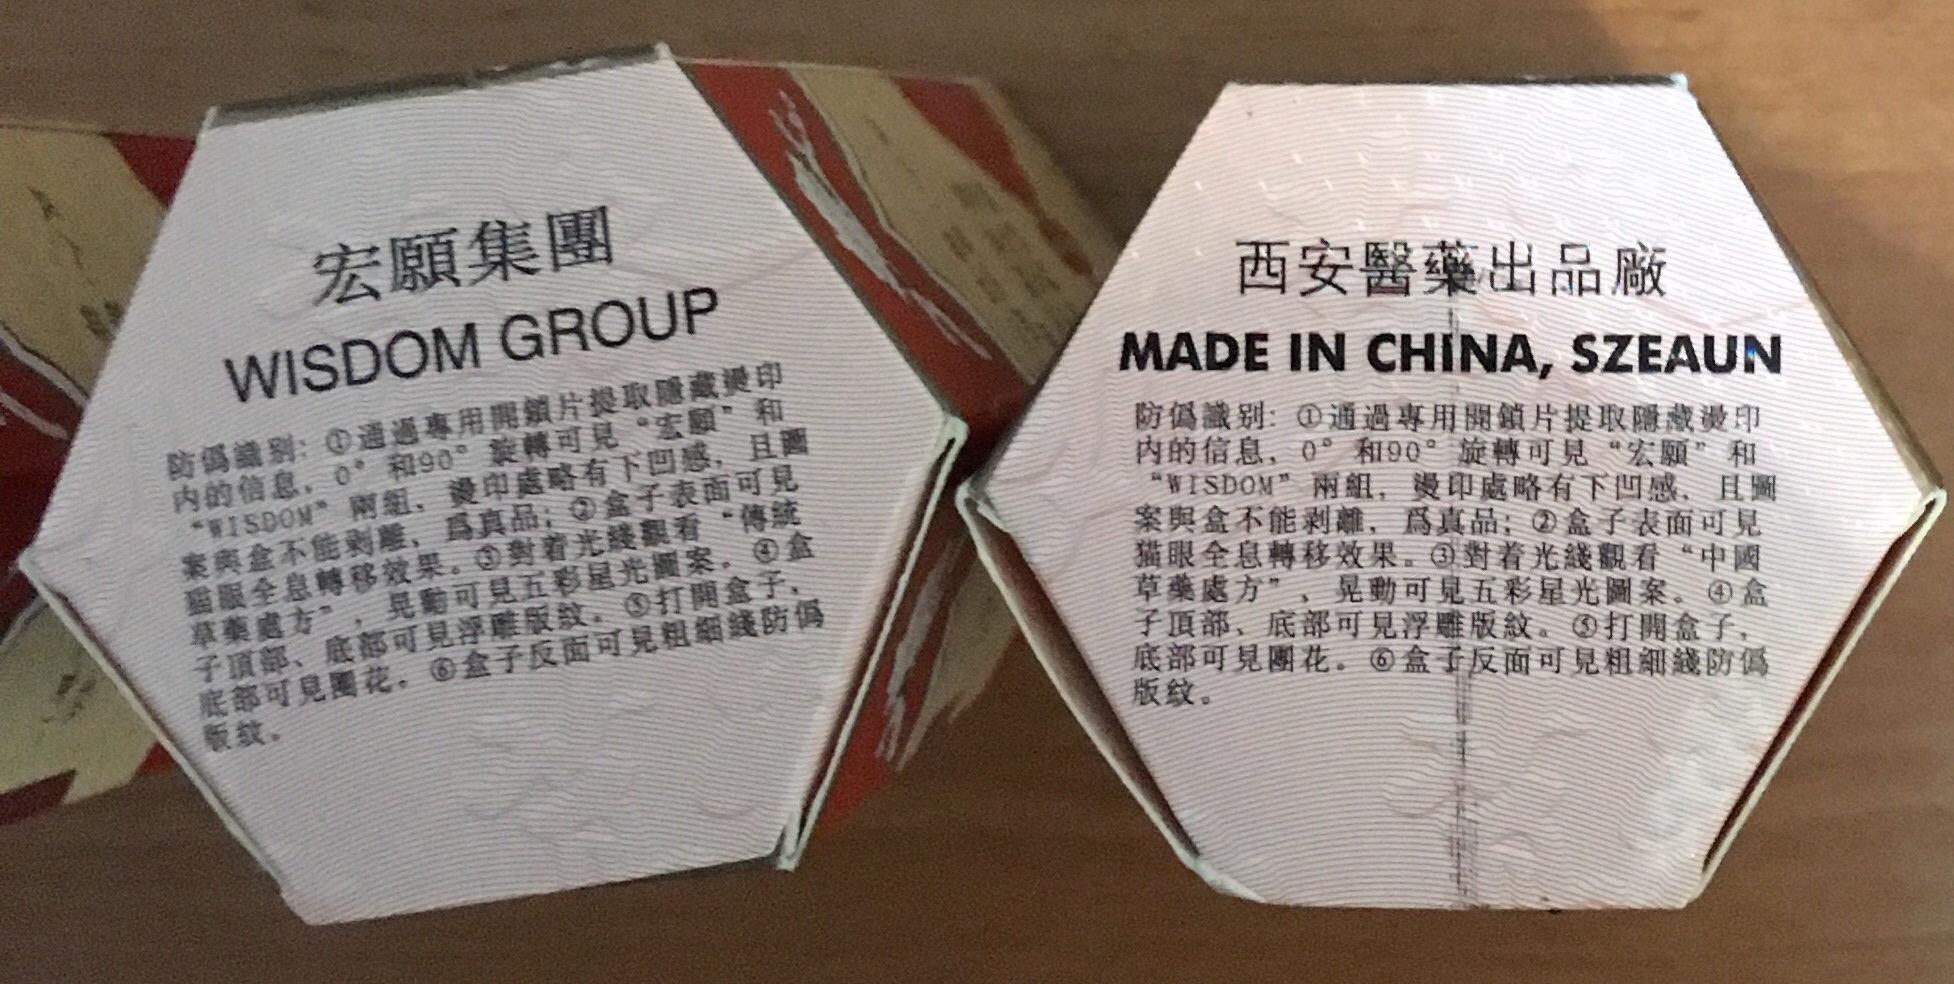 宏願集團
WISDOM GROUP
防僞識别: ①通過專用開鎖片提取隱藏燙印
内的信息, 0° 和90° 旋轉可見 “宏願” 和
“WISDOM” 兩組, 燙印處略有下凹感, 且圖
案與盒不能剥離, 爲真品; ②盒子表面可見
猫眼全息轉移效果。③對着光綫觀看 “傳統
草藥處方”, 晃動可見五彩星光圖案。④盒
子頂部、底部可見浮雕版紋。⑤打開盒子,
底部可見團花。⑥盒子反面可見粗細綫防僞
版紋。
西安醫藥出品廠
MADE IN CHINA, SZEAUN
防僞識别: ①通過專用開鎖片提取隱藏燙印
内的信息, 0° 和90° 旋轉可見 “宏願” 和
“WISDOM” 兩組, 燙印處略有下凹感, 且圖
案與盒不能剥離, 爲真品; ②盒子表面可見
猫眼全息轉移效果。③對着光綫觀看 “中國
草藥處方”, 晃動可見五彩星光圖案。④盒
子頂部、底部可見浮雕版紋。⑤打開盒子,
底部可見團花。⑥盒子反面可見粗細綫防僞
版紋。